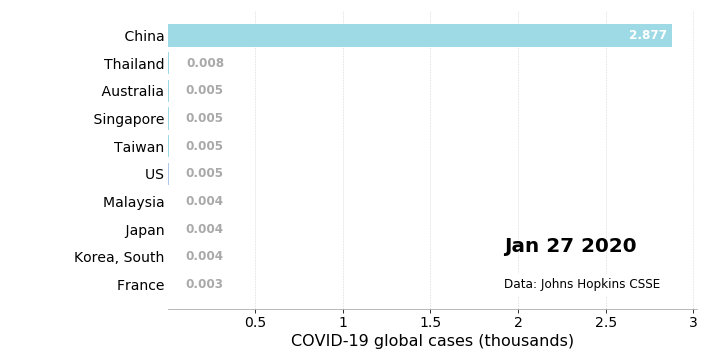 China 2.877
Thailand 0.008
Australia 0.005
Singapore 0.005
Taiwan 0.005
US 0.005
Malaysia 0.004
Japan 0.004
Korea, South 0.004
France 0.003
Jan 27 2020
Data: Johns Hopkins CSSE
0.5 1 1.5 2 2.5 3
COVID-19 global cases (thousands)